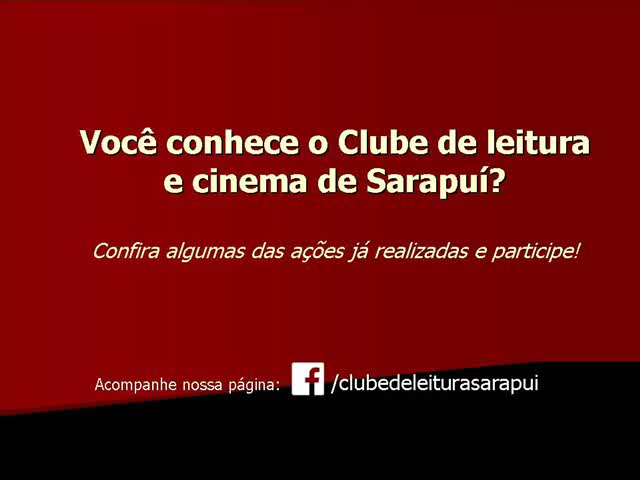 Você conhece o Clube de leitura
e cinema de Sarapuí?
Confira algumas das ações já realizadas e participe!
Acompanhe nossa página: f /clubedeleiturasarapui